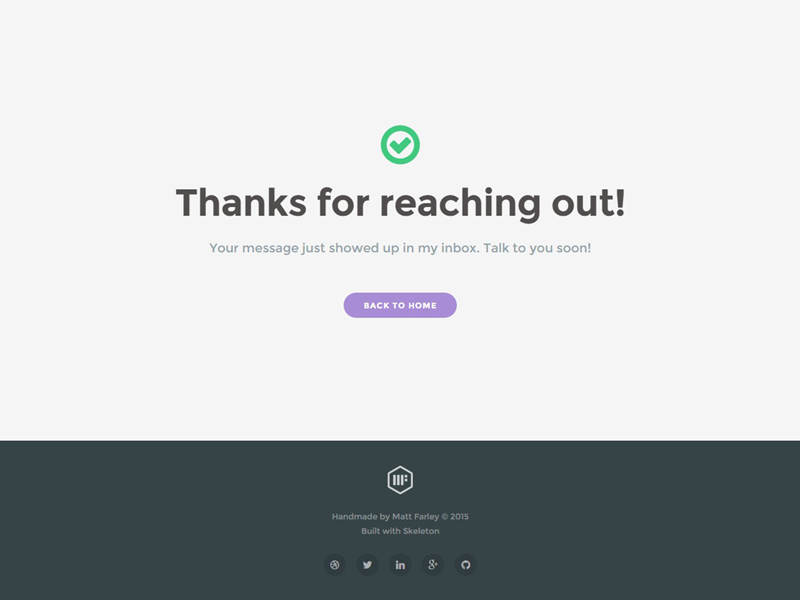 Thanks for reaching out!
Your message just showed up in my inbox. Talk to you soon!
BACK TO HOME
Handmade by Matt Farley © 2015
Built with Skeleton